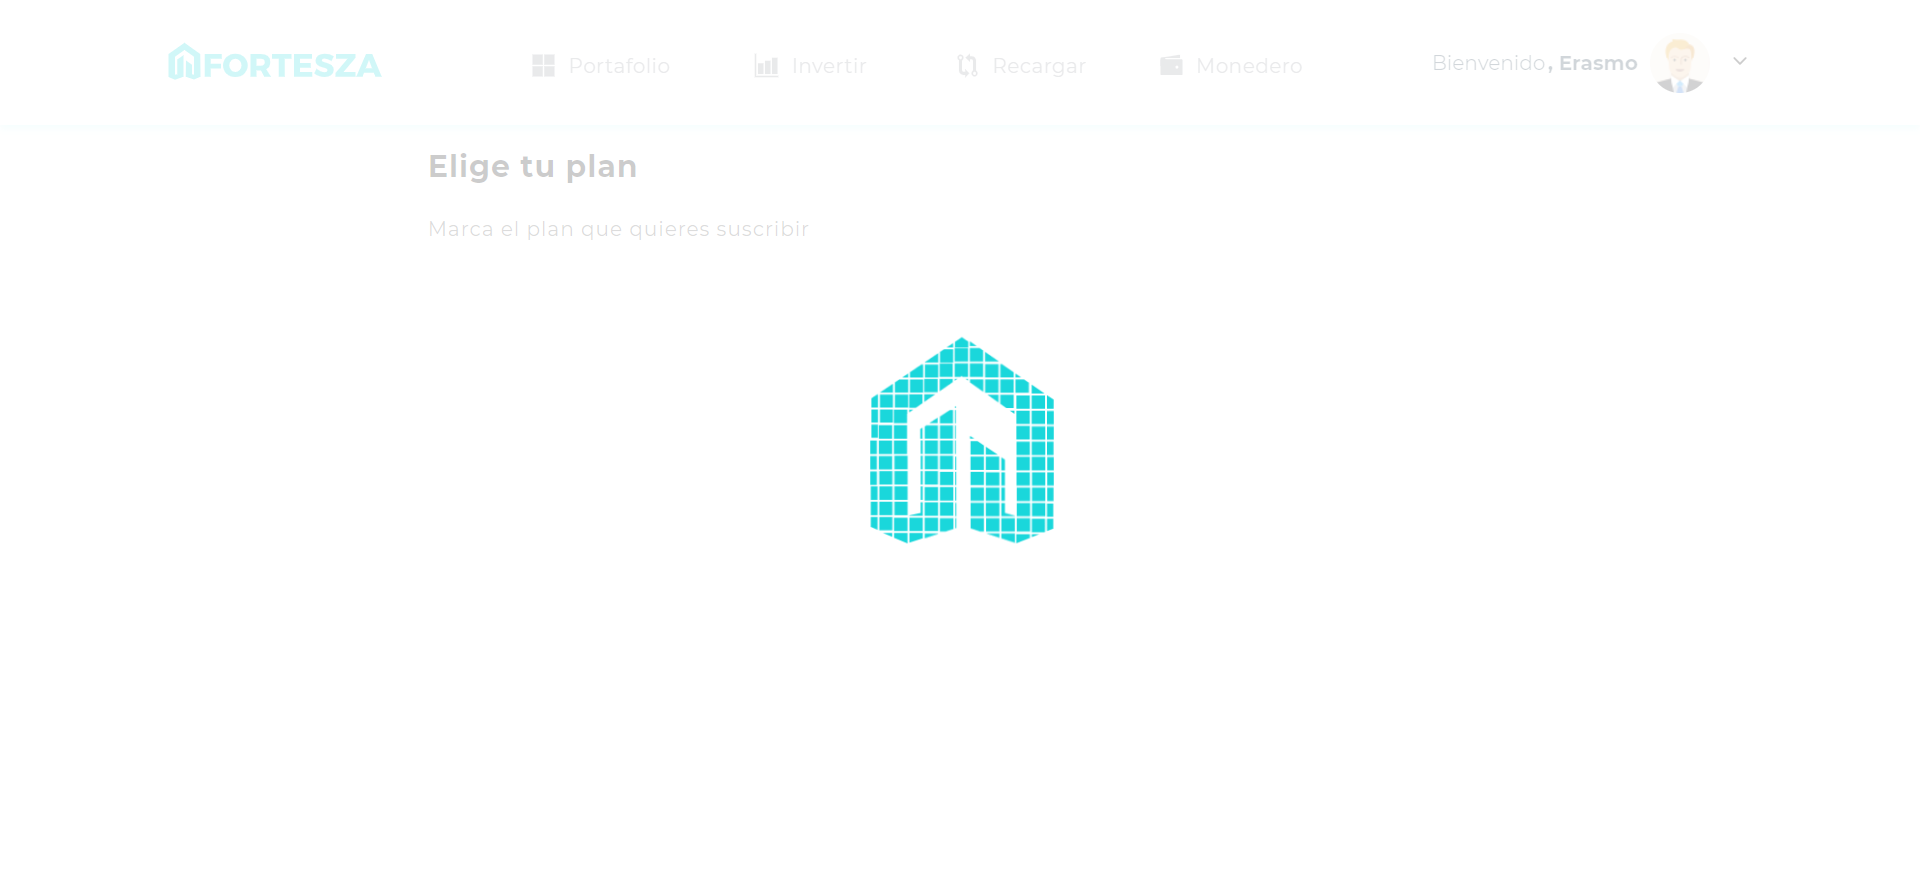 FORTESZA
Portafolio
Invertir
Recargar
Monedero
Bienvenido, Erasmo
Elige tu plan
Marca el plan que quieres suscribir